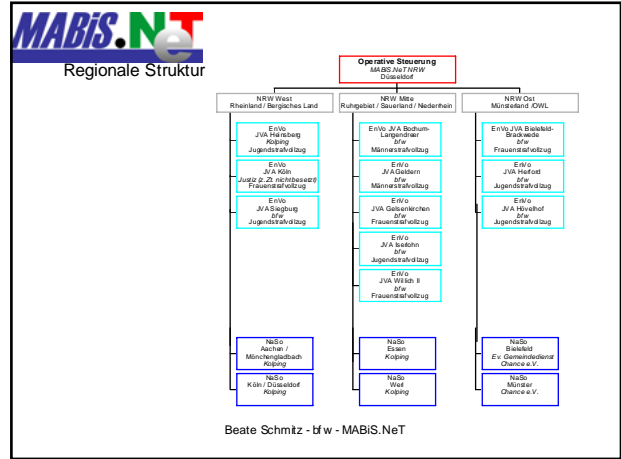 MABiS.NeT
Regionale Struktur
Operative Steuerung
MABiS.NeT NRW
Düsseldorf
NRW West
Rheinland / Bergisches Land
NRW Mitte
Ruhrgebiet / Sauerland / Niederrhein
NRW Ost
Münsterland /OWL
EnVo
JVA Heinsberg
Kolping
Jugendstrafvollzug
EnVo
JVA Köln
Justiz (z.Zt. nicht besetzt)
Frauenstrafvollzug
EnVo
JVA Siegburg
bfw
Jugendstrafvollzug
NaSo
Aachen /
Mönchengladbach
Kolping
NaSo
Köln / Düsseldorf
Kolping
EnVo JVA Bochum-
Langendreer
bfw
Männerstrafvollzug
EnVo
JVA Geldern
bfw
Männerstrafvollzug
EnVo
JVA Gelsenkirchen
bfw
Frauenstrafvollzug
EnVo
JVA Iserlohn
bfw
Jugendstrafvollzug
EnVo
JVA Willich II
bfw
Frauenstrafvollzug
NaSo
Essen
Kolping
NaSo
Werl
Kolping
EnVo JVA Bielefeld-
Brackwede
bfw
Frauenstrafvollzug
EnVo
JVA Herford
bfw
Jugendstrafvollzug
EnVo
JVA Hövelhof
bfw
Jugendstrafvollzug
NaSo
Bielefeld
Ev. Gemeindedienst
Chance e.V.
NaSo
Münster
Chance e.V.
Beate Schmitz - bfw - MABiS.NeT